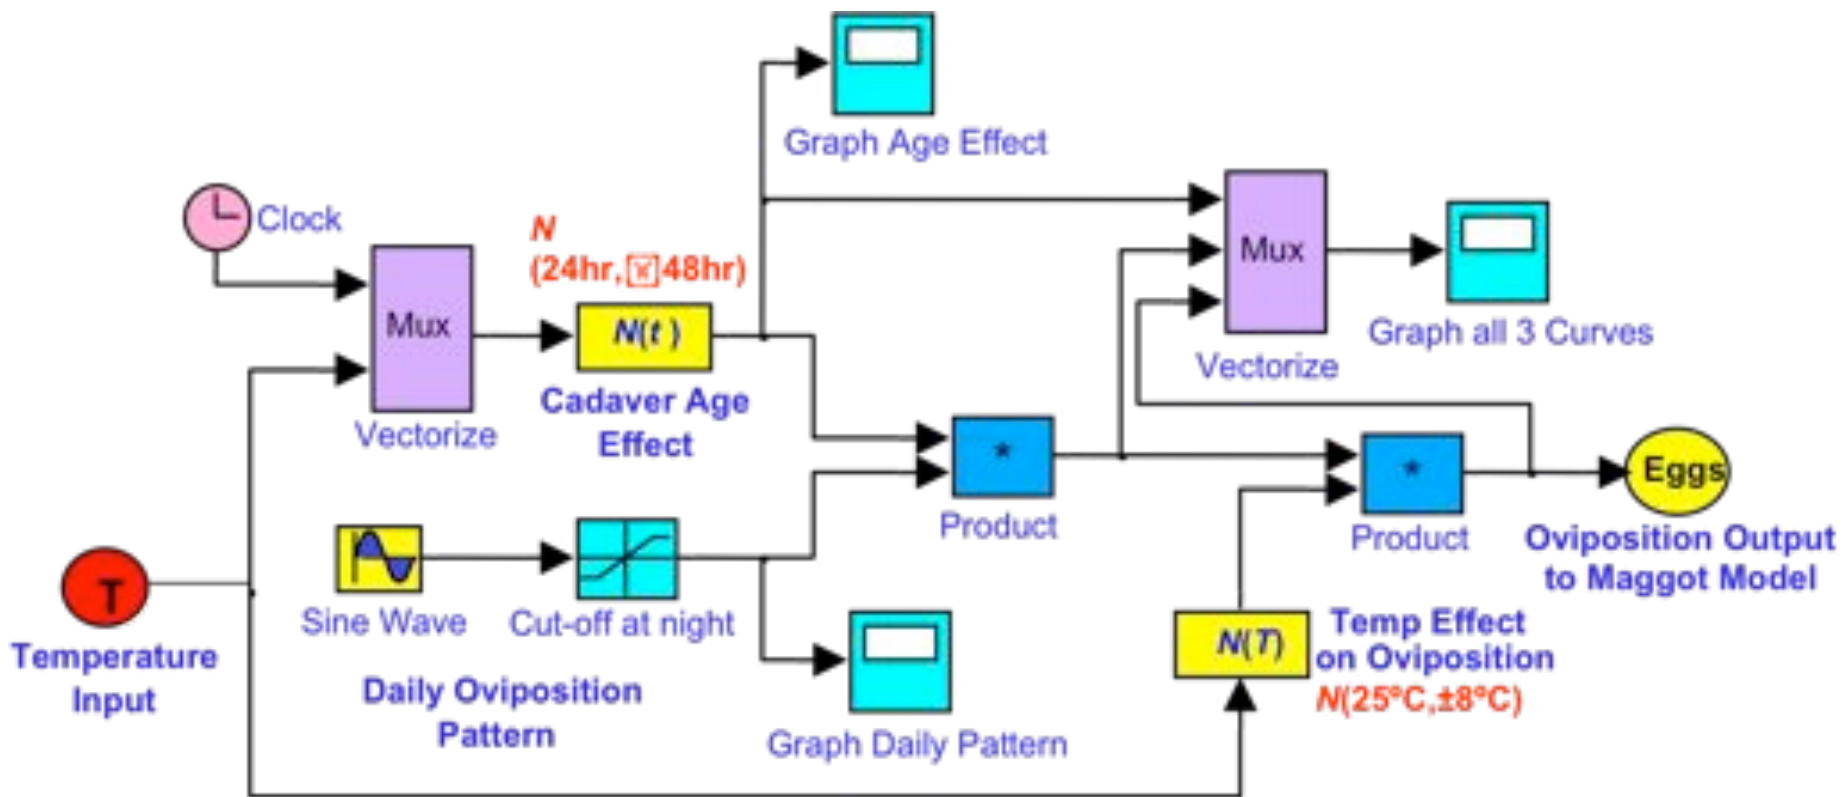 Graph Age Effect
Clock
N
(24hr, 48hr)
Mux
Vectorize
N(t)
Cadaver Age
Effect
Mux
Vectorize
Graph all 3 Curves
*
Product
*
Product
Eggs
Oviposition Output
to Maggot Model
T
Temperature
Input
Sine Wave
Cut-off at night
Daily Oviposition
Pattern
Graph Daily Pattern
N(T)
Temp Effect
on Oviposition
N(25°C,±8°C)